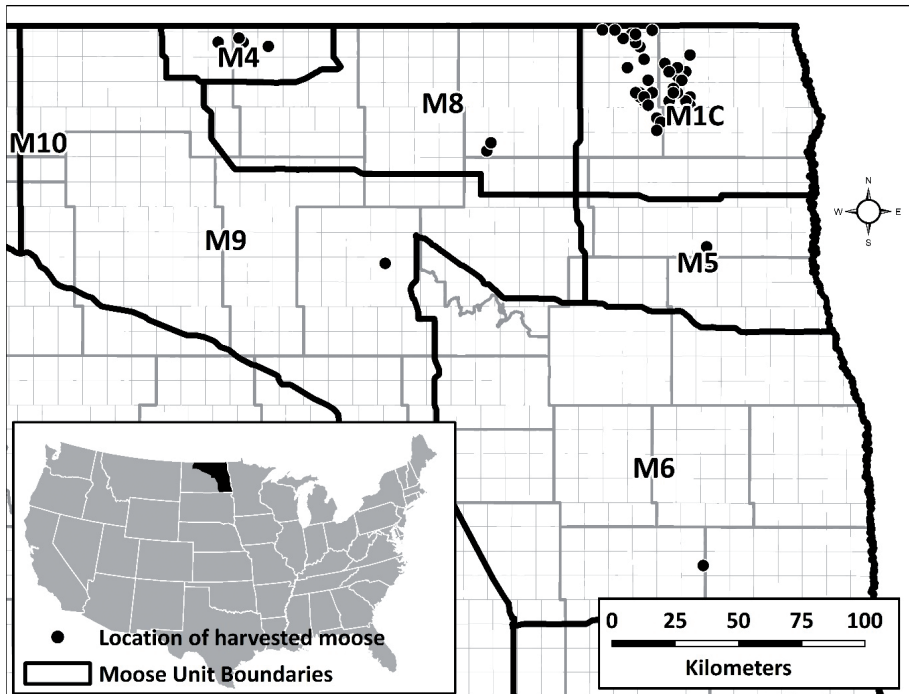 M4
M8
M1C
M10
N
W E
S
M9
M5
M6
Location of harvested moose
Moose Unit Boundaries
0 25 50 75 100
Kilometers